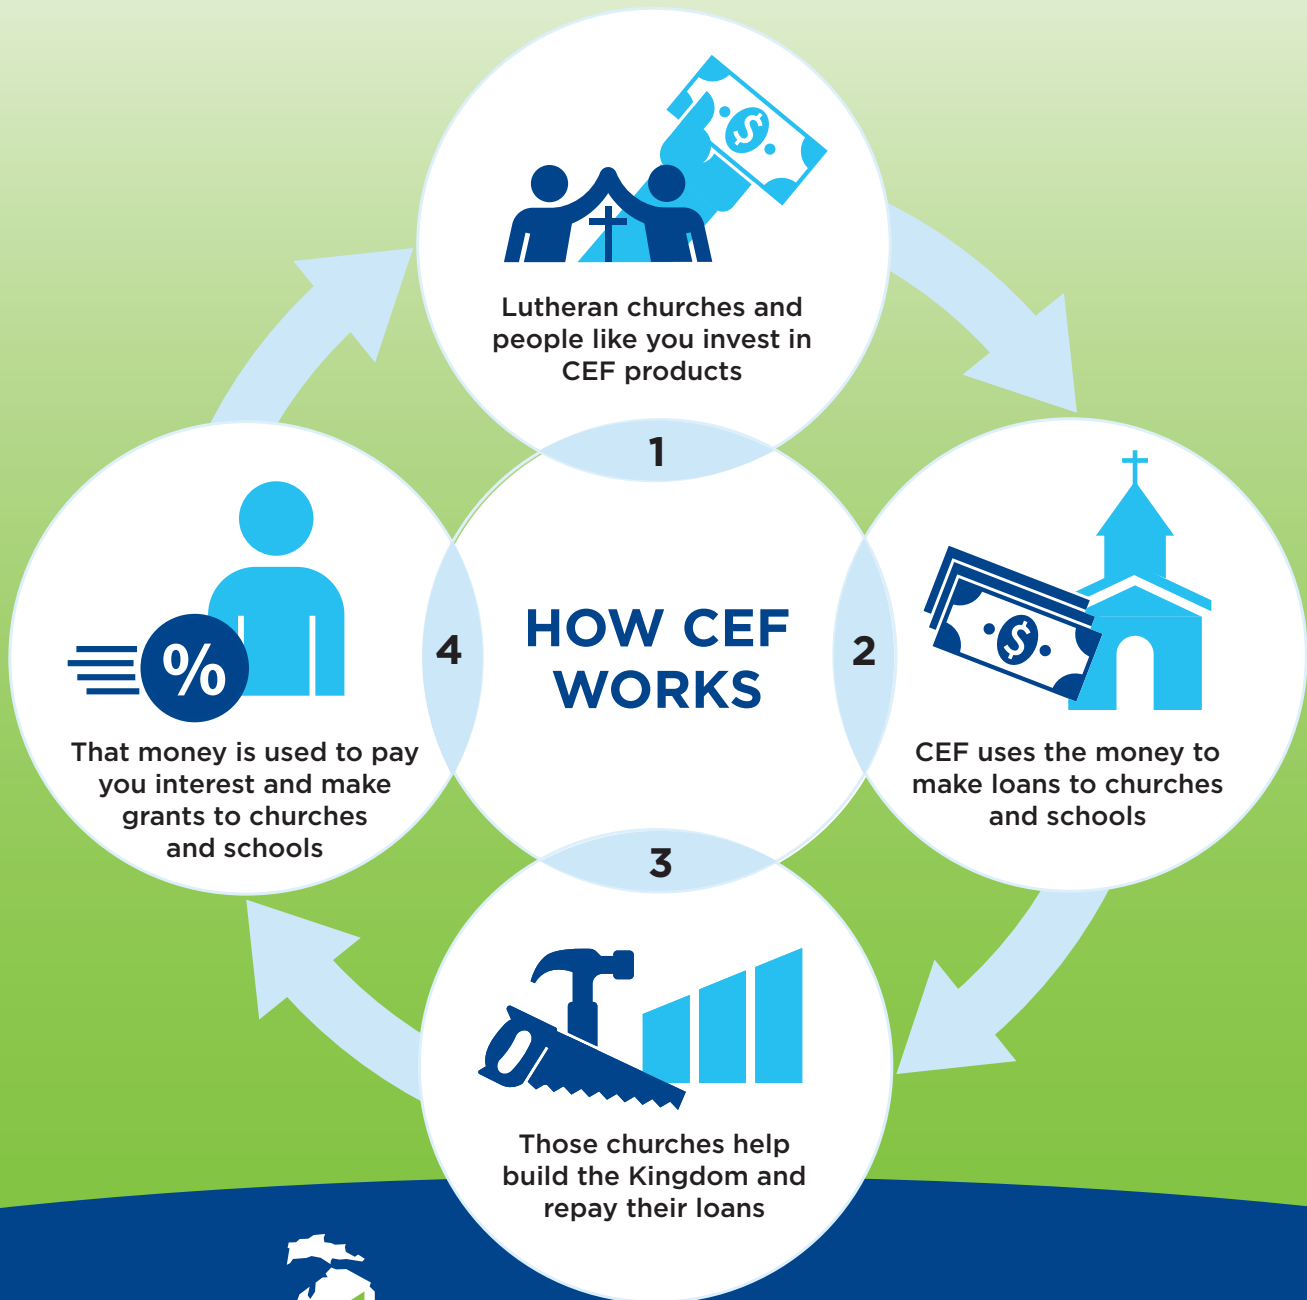 Lutheran churches and
people like you invest in
CEF products
1
HOW CEF
WORKS
2
$
CEF uses the money to
make loans to churches
and schools
3
Those churches help
build the Kingdom and
repay their loans
4
%
That money is used to pay
you interest and make
grants to churches
and schools
$